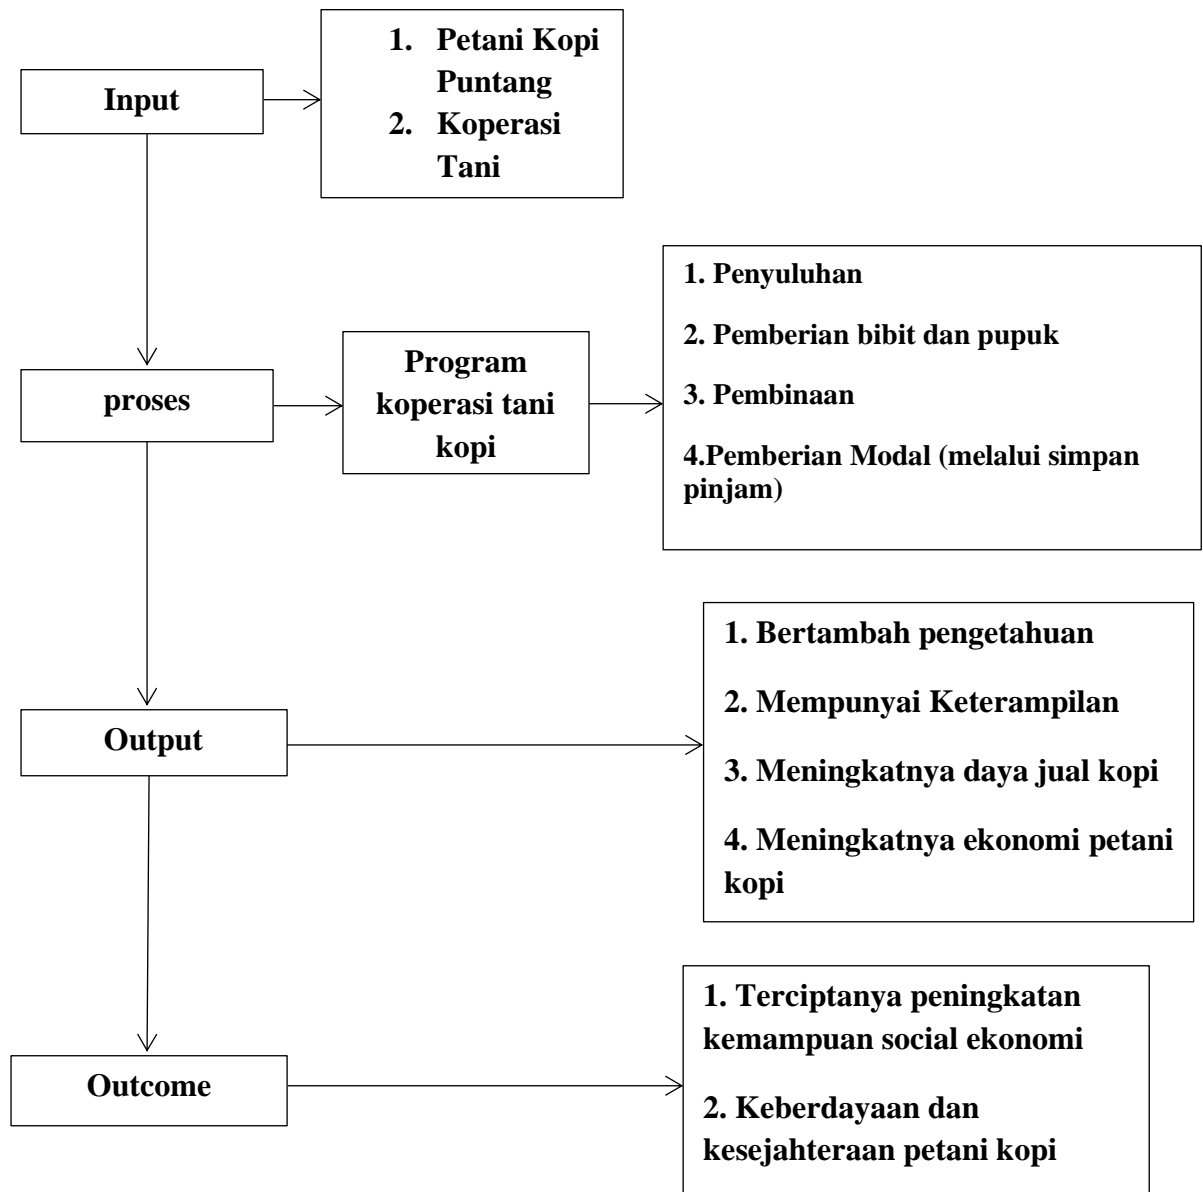 1. Petani Kopi
Puntang
2. Koperasi
Tani
Input
1. Penyuluhan
2. Pemberian bibit dan pupuk
3. Pembinaan
4.Pemberian Modal (melalui simpan
pinjam)
Program
koperasi tani
kopi
proses
1. Bertambah pengetahuan
2. Mempunyai Keterampilan
3. Meningkatnya daya jual kopi
4. Meningkatnya ekonomi petani
kopi
Output
1. Terciptanya peningkatan
kemampuan social ekonomi
2. Keberdayaan dan
kesejahteraan petani kopi
Outcome